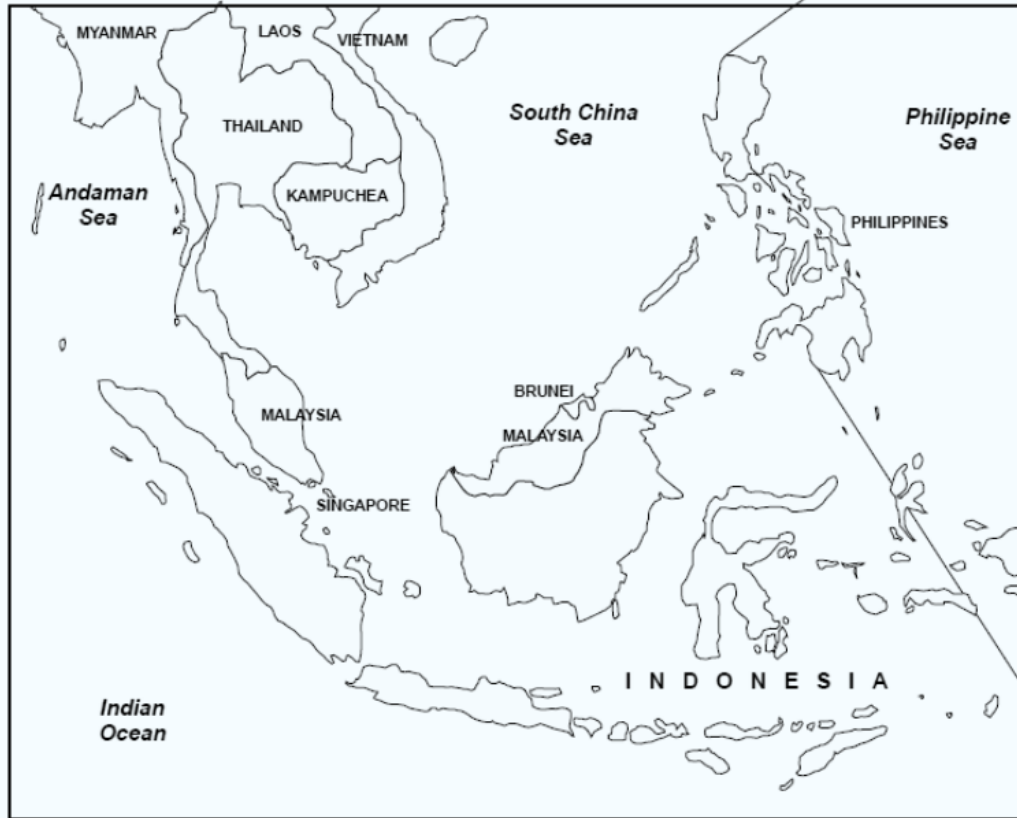 MYANMAR
LAOS
VIETNAM
South China
Sea
Philippine
Sea
THAILAND
Andaman
Sea
KAMPUCHEA
PHILIPPINES
BRUNEI
MALAYSIA
MALAYSIA
SINGAPORE
INDONESIA
Indian
Ocean